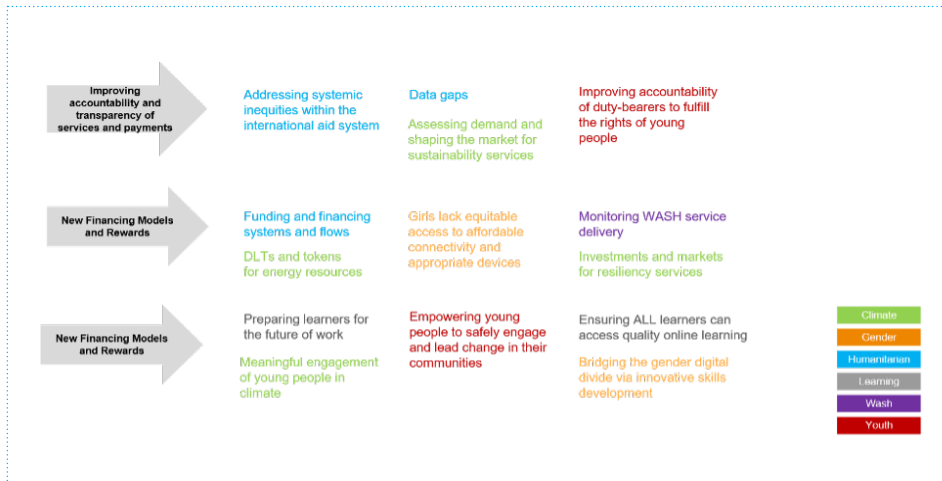 Improving
accountability and
transparency of
services and payments
Addressing systemic
inequities within the
international aid system
Data gaps
Assessing demand and
shaping the market for
sustainability services
Improving accountability
of duty-bearers to fulfill
the rights of young
people
New Financing Models
and Rewards
Funding and financing
systems and flows
DLTs and tokens
for energy resources
Girls lack equitable
access to affordable
connectivity and
appropriate devices
Monitoring WASH service
delivery
Investments and markets
for resiliency services
New Financing Models
and Rewards
Preparing learners for
the future of work
Meaningful engagement
of young people in
climate
Empowering young
people to safely engage
and lead change in their
communities
Ensuring ALL learners can
access quality online learning
Bridging the gender digital
divide via innovative skills
development
Climate
Gender
Humanitarian
Learning
Wash
Youth